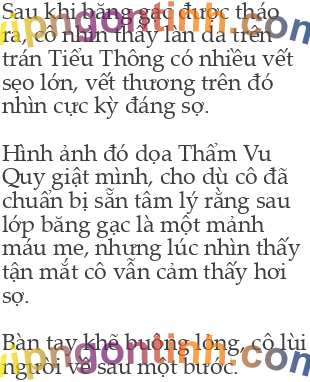 Sau khi băng gạc được tháo
ra, cô nhìn thấy làn da trên
trán Tiểu Thông có nhiều vết
sẹo lớn, vết thương trên đó
nhìn cực kỳ đáng sợ.
Hình ảnh đó dọa Thẩm Vu
Quy giật mình, cho dù cô đã
chuẩn bị sẵn tâm lý rằng sau
lớp băng gạc là một mảnh
máu me, nhưng lúc nhìn thấy
tận mắt cô vẫn cảm thấy hơi
sợ.
Bàn tay khẽ buông lỏng, cô lùi
người về sau một bước.